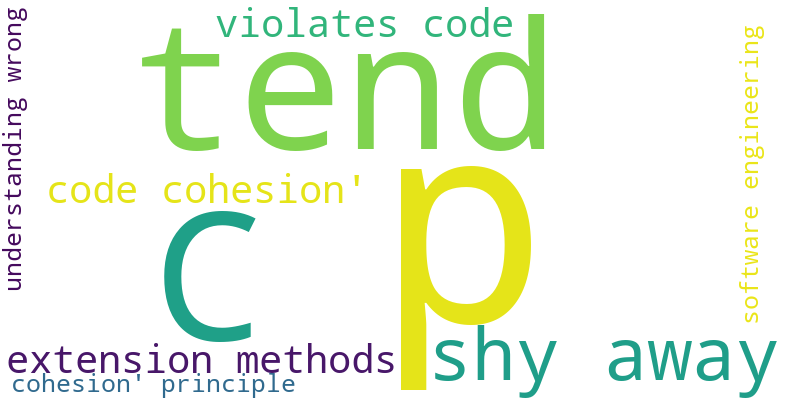 violates code
tend
understanding wrong
software engineering
code cohesion'
p
c
shy away
extension methods
cohesion' principle